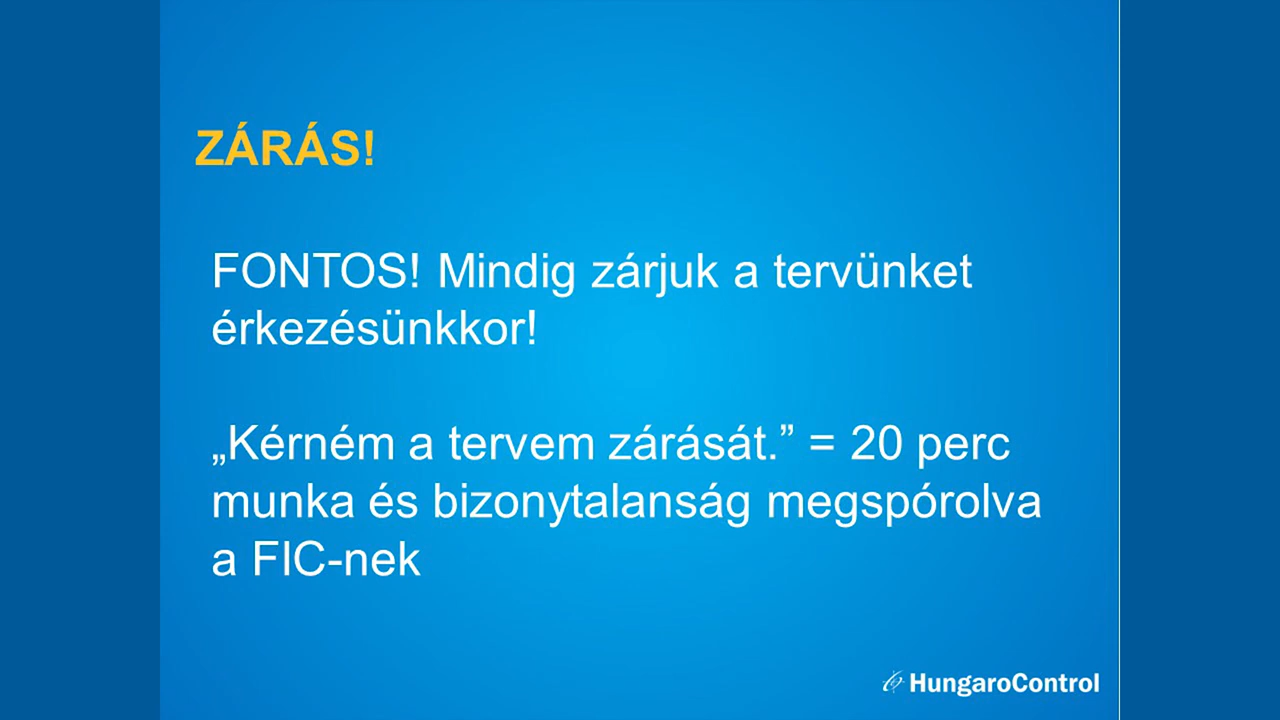 ZÁRÁS!
FONTOS! Mindig zárjuk a tervünket
érkezésünkkor!
„Kérném a tervem zárását.” = 20 perc
munka és bizonytalanság megspórolva
a FIC-nek
HungaroControl